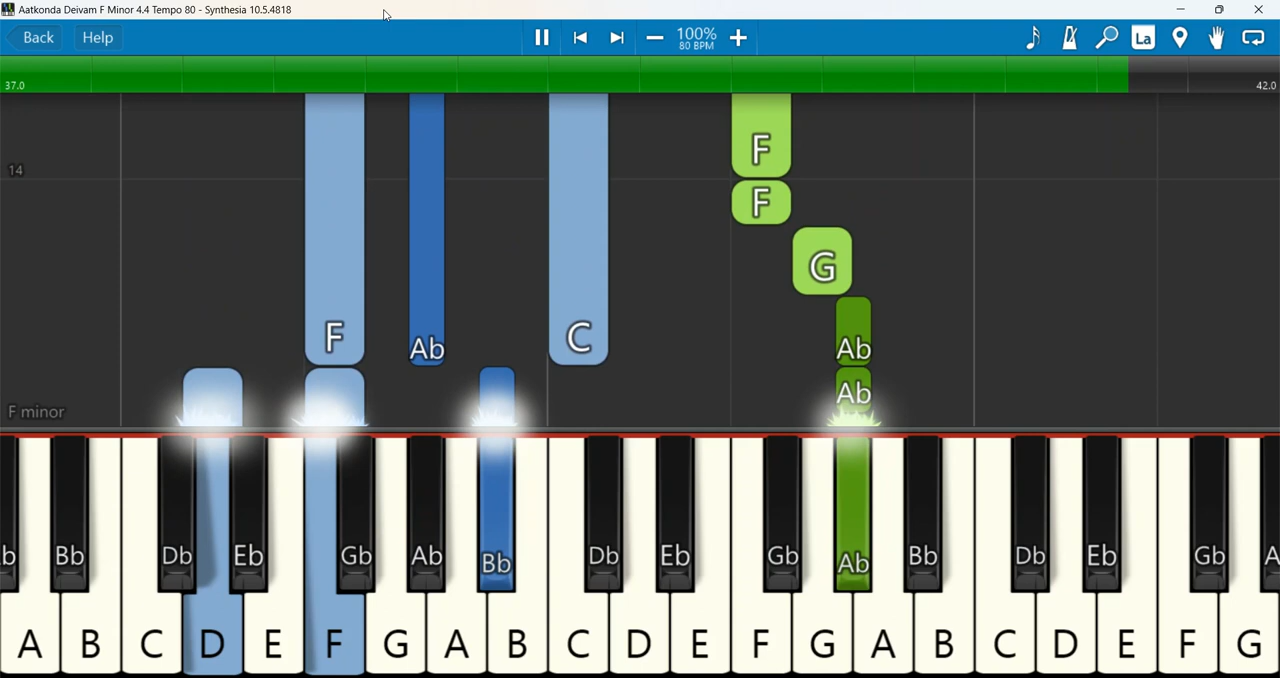 Aatkonda Deivam F Minor 4.4 Tempo 80 - Synthesia 10.5.4818
Back Help 100% La
80 BPM
37.0 42.0
F
14
F
G
F Ab C Ab
Ab
F minor
b Bb Db Eb Gb Ab Bb Db Eb Gb Ab Bb Db Eb Gb A
A B C D E F G A B C D E F G A B C D E F G